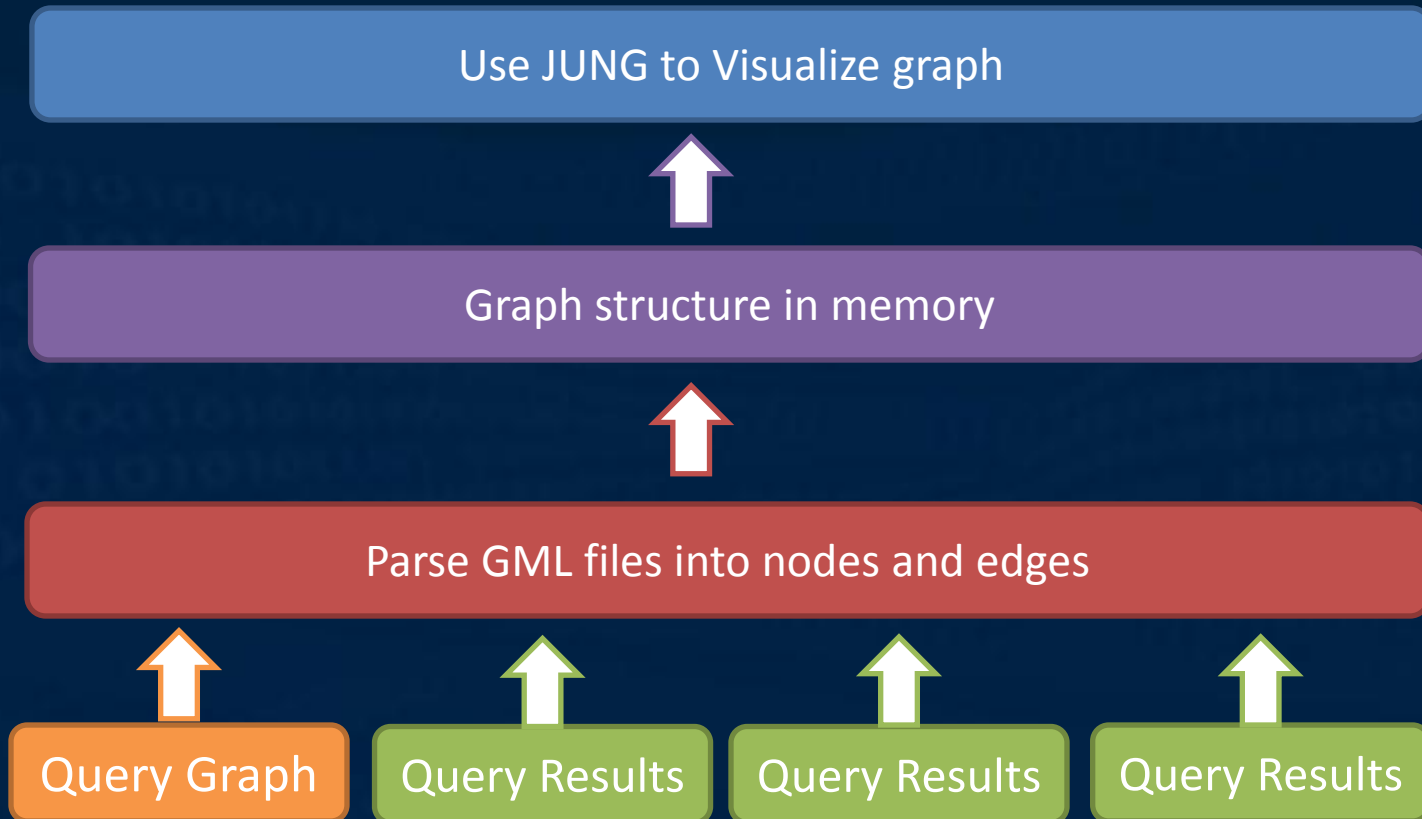 Use JUNG to Visualize graph
Graph structure in memory
Parse GML files into nodes and edges
Query Graph
Query Results
Query Results
Query Results